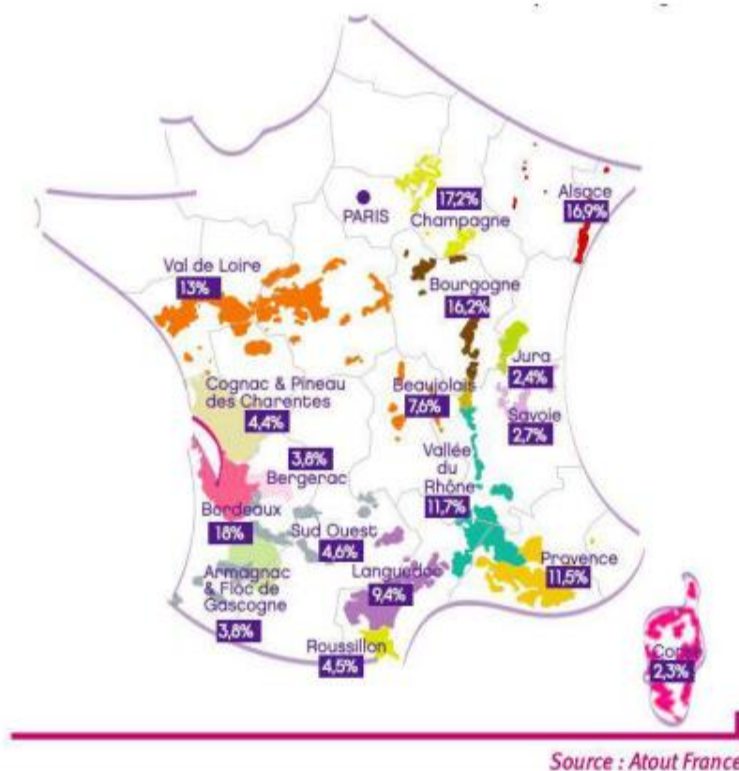 PARIS
17,2%
Champagne
Alsace
16,9%
Val de Loire
13%
Bourgogne
16,2%
Jura
2,4%
Cognac & Pineau
des Charentes
4,4%
Beaujolais
7,6%
Savoie
2,7%
3,8%
Bergerac
Vallée
du
Rhône
11,7%
Bordeaux
18%
Sud Ouest
4,6%
Armagnac
& Floc de
Gascogne
3,8%
Languedoc
9,4%
Provence
11,5%
Roussillon
4,5%
Corse
2,3%
Source : Atout France